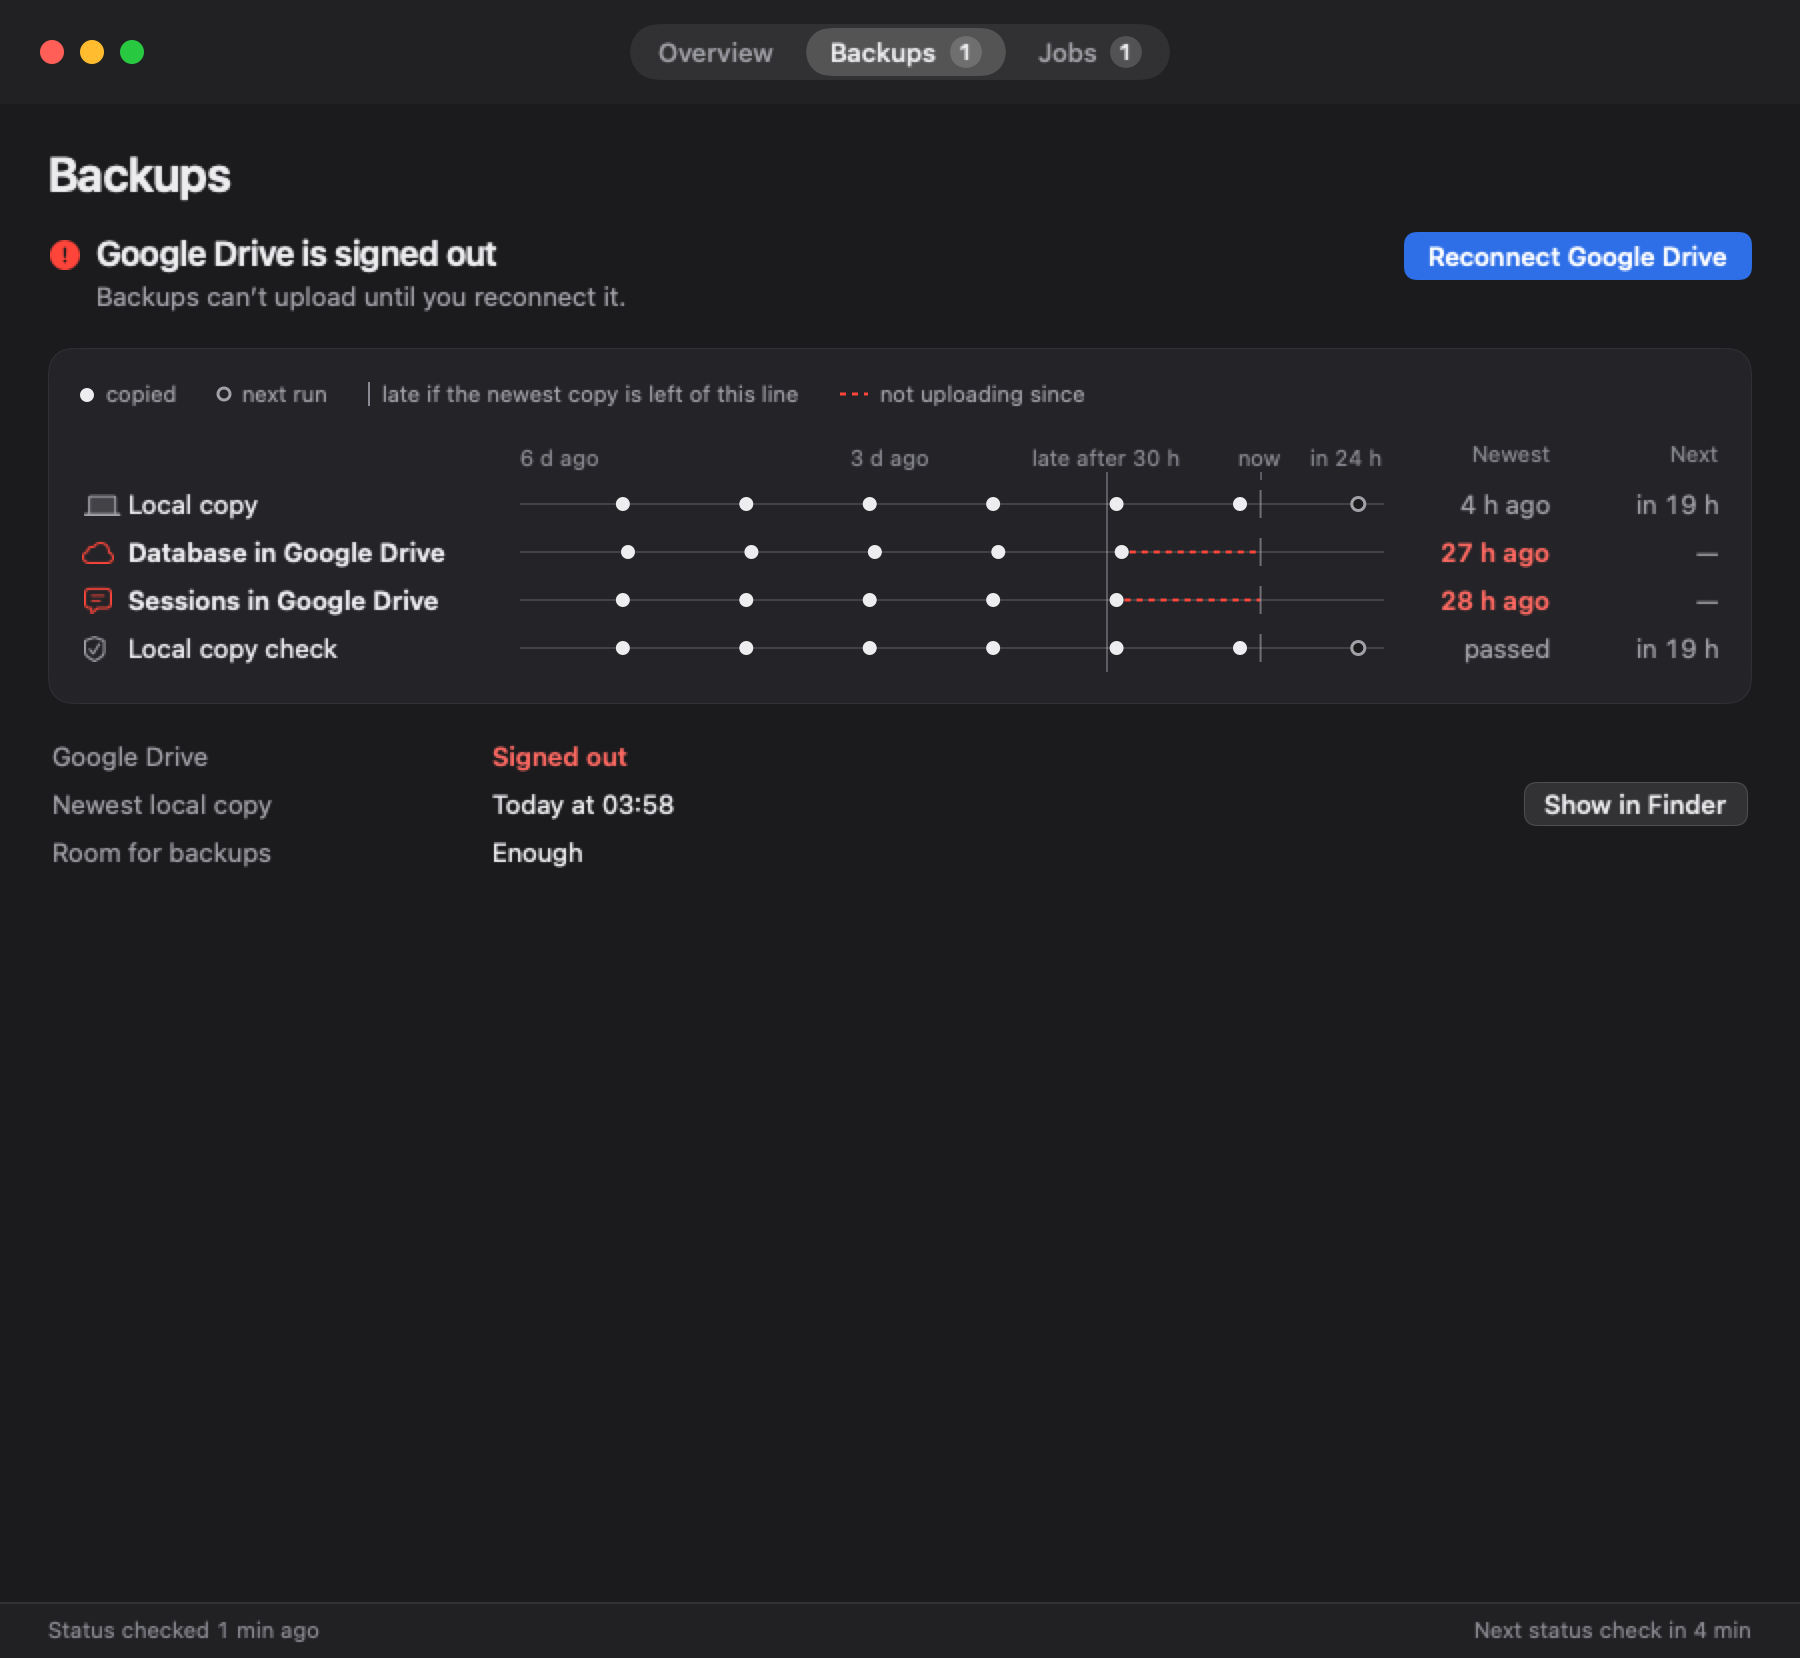 Overview Backups 1 Jobs 1
Backups
Google Drive is signed out
Reconnect Google Drive
Backups can’t upload until you reconnect it.
copied next run late if the newest copy is left of this line not uploading since
6 d ago 3 d ago late after 30 h now in 24 h Newest Next
Local copy 4 h ago in 19 h
Database in Google Drive 27 h ago —
Sessions in Google Drive 28 h ago —
Local copy check passed in 19 h
Google Drive Signed out
Newest local copy Today at 03:58 Show in Finder
Room for backups Enough
Status checked 1 min ago Next status check in 4 min